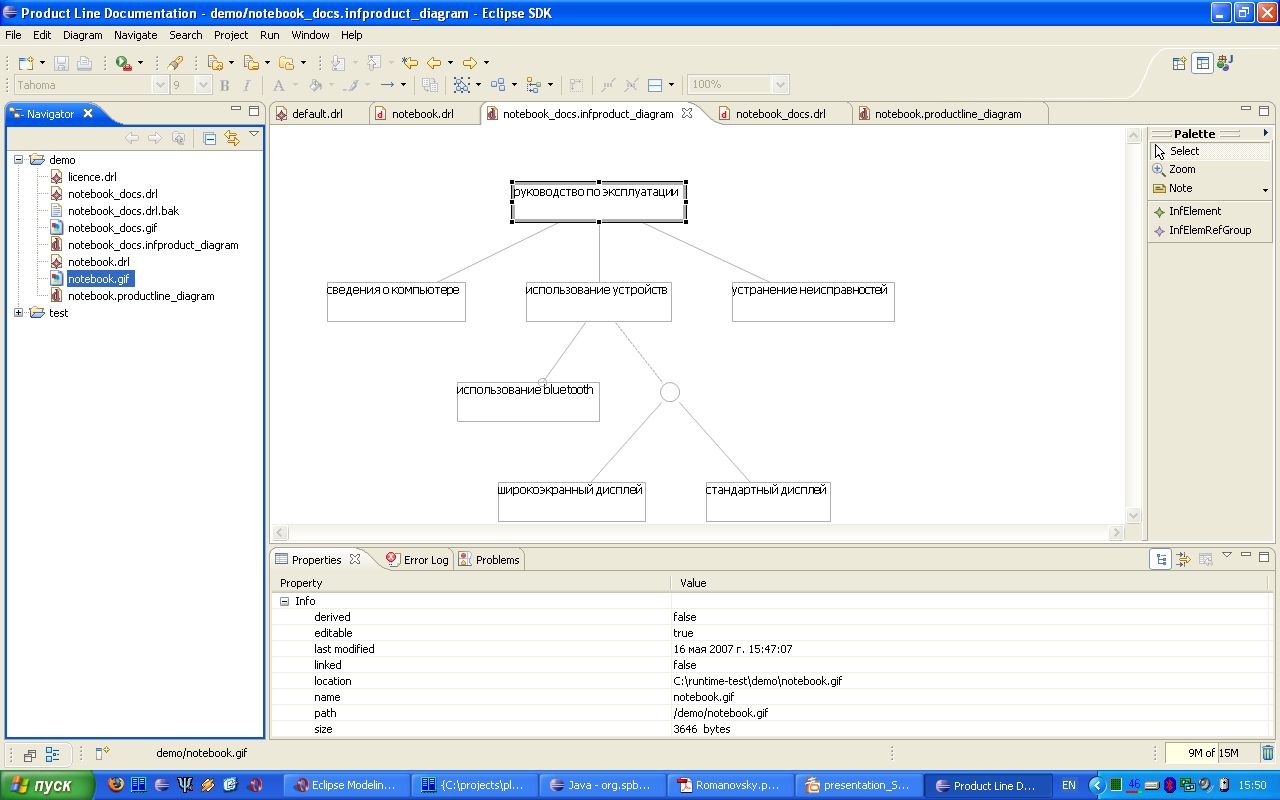 Product Line Documentation - demo/notebook_docs.infproduct_diagram - Eclipse SDK
File Edit Diagram Navigate Search Project Run Window Help
Tahoma 9 B I A 100%
Navigator
default.drl notebook.drl notebook_docs.infproduct_diagram notebook_docs.drl notebook.productline_diagram
demo
licence.drl
notebook_docs.drl
notebook_docs.drl.bak
notebook_docs.gif
notebook_docs.infproduct_diagram
notebook.drl
notebook.gif
notebook.productline_diagram
test
руководство по эксплуатации
сведения о компьютере использование устройств устранение неисправностей
использование bluetooth
широкоэкранный дисплей стандартный дисплей
Palette
Select
Zoom
Note
InfElement
InfElemRefGroup
Properties Error Log Problems
Property Value
Info
derived false
editable true
last modified 16 мая 2007 г. 15:47:07
linked false
location C:\runtime-test\demo\notebook.gif
name notebook.gif
path /demo/notebook.gif
size 3646 bytes
demo/notebook.gif 9M of 15M
пуск Eclipse Modelin... {C:\projects\pl... Java - org.spb... Romanovsky.p... presentation_S... Product Line D... EN 46 15:50